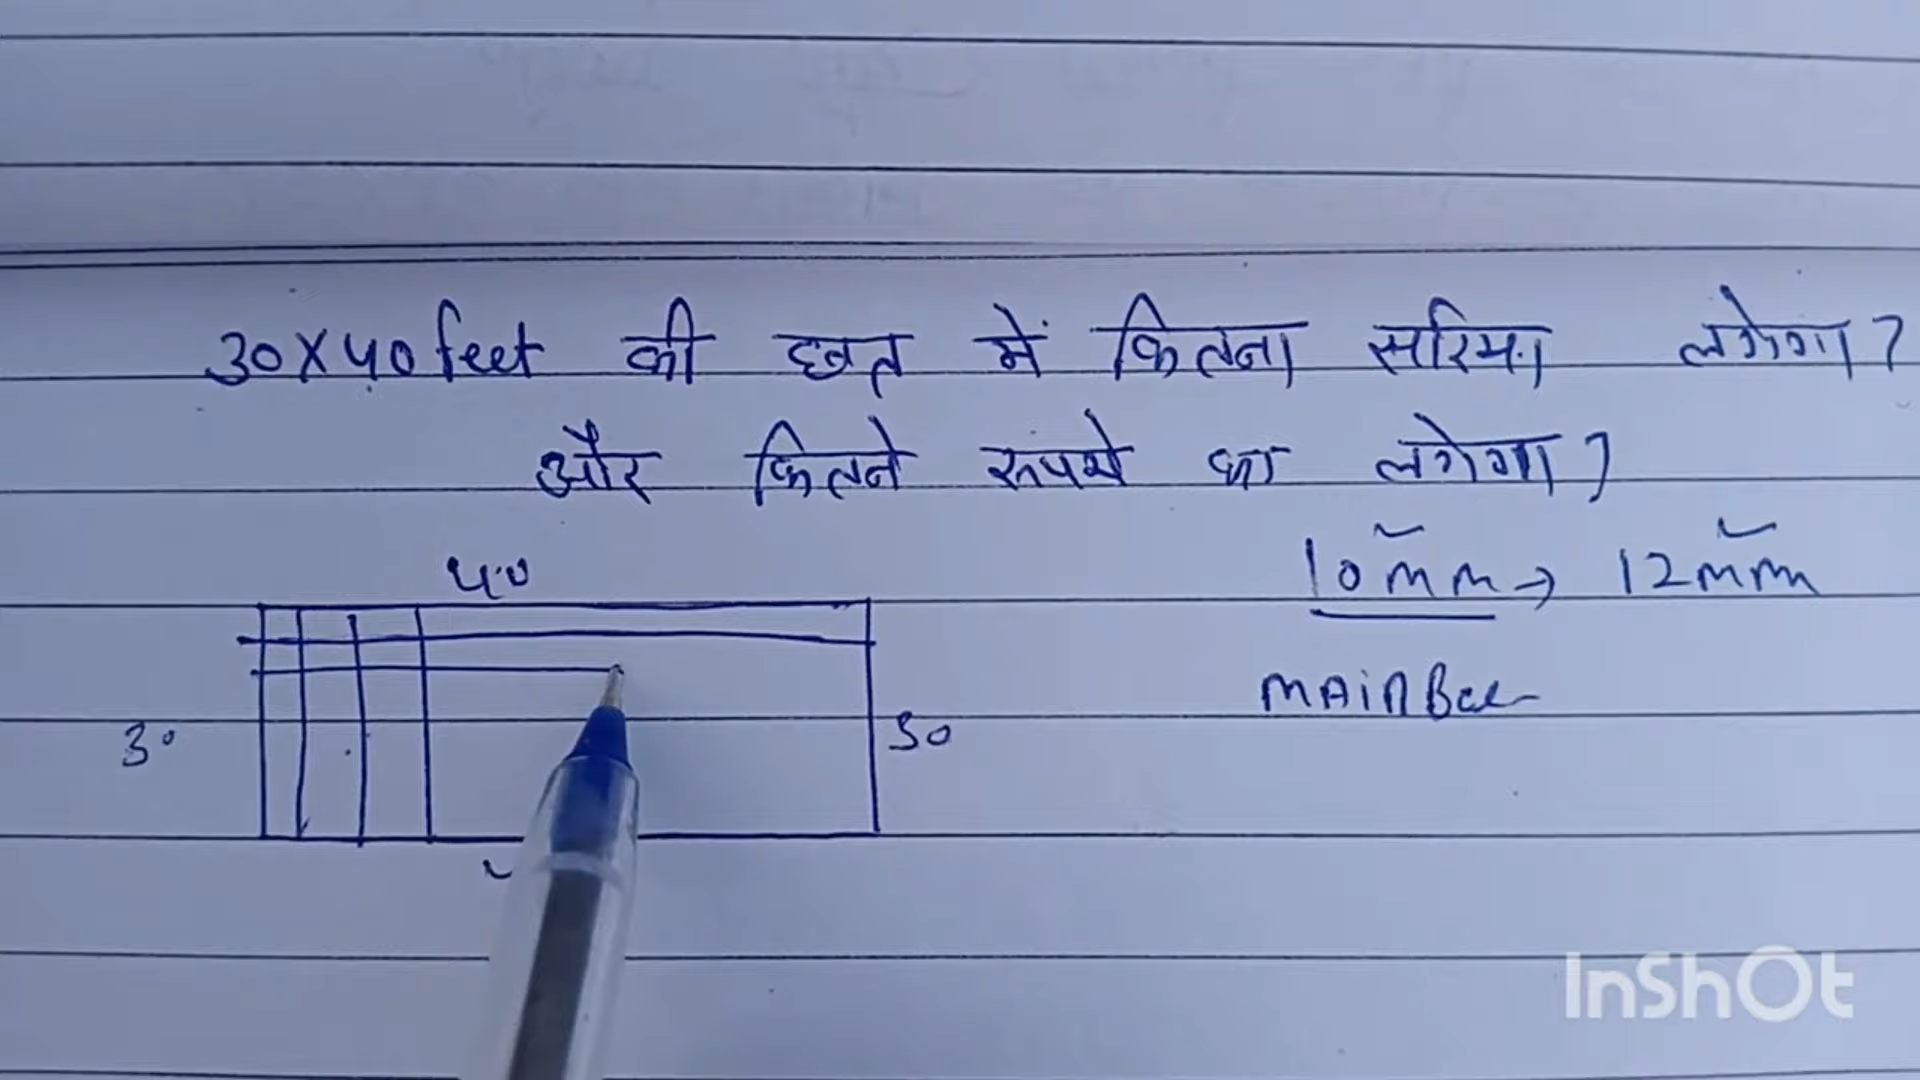 30X40 feet की छत में कितना सरिया लगेगा?
और कितने रूपये का लगेगा?
40
10mm → 12mm
30
30
MAiN Bar
InShOt